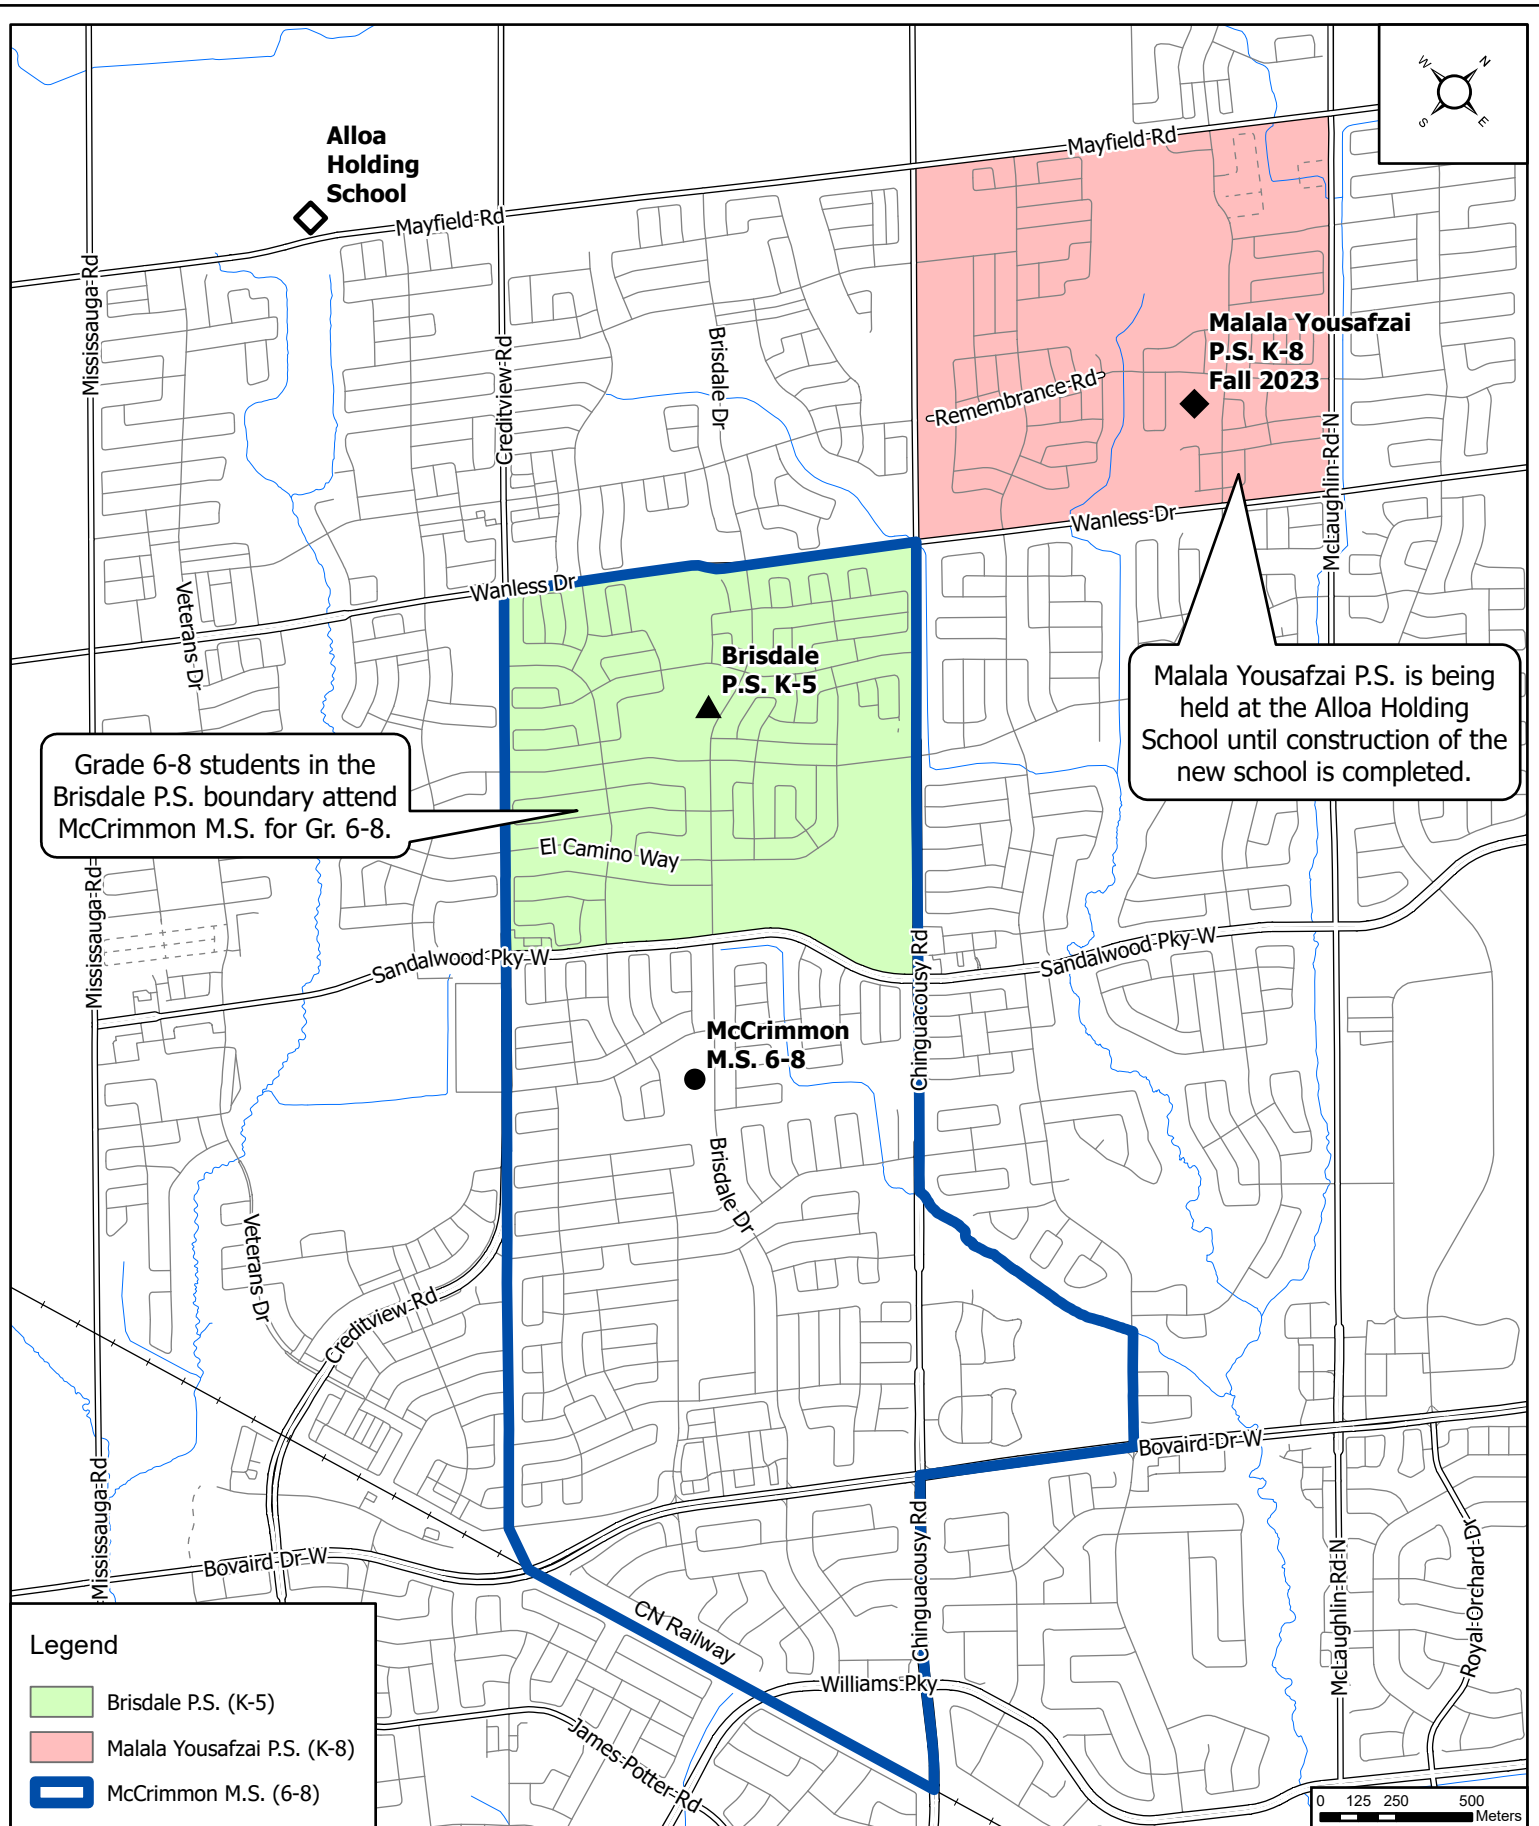 W
N
S
E
Alloa
Holding
School
Mayfield Rd
Mayfield Rd
Mississauga Rd
Creditview Rd
Brisdale Dr
Malala Yousafzai
P.S. K-8
Fall 2023
Remembrance Rd
McLaughlin Rd N
Wanless Dr
Wanless Dr
Veterans Dr
Brisdale
P.S. K-5
Malala Yousafzai P.S. is being
held at the Alloa Holding
School until construction of the
new school is completed.
Grade 6-8 students in the
Brisdale P.S. boundary attend
McCrimmon M.S. for Gr. 6-8.
El Camino Way
Mississauga Rd
Sandalwood Pky W
Sandalwood Pky W
Chinguacousy Rd
McCrimmon
M.S. 6-8
Brisdale Dr
Veterans Dr
Creditview Rd
Bovaird Dr W
Mississauga Rd
Bovaird Dr W
Chinguacousy Rd
McLaughlin Rd N
Royal Orchard Dr
CN Railway
Williams Pky
James Potter Rd
Legend
Brisdale P.S. (K-5)
Malala Yousafzai P.S. (K-8)
McCrimmon M.S. (6-8)
0 125 250 500
Meters